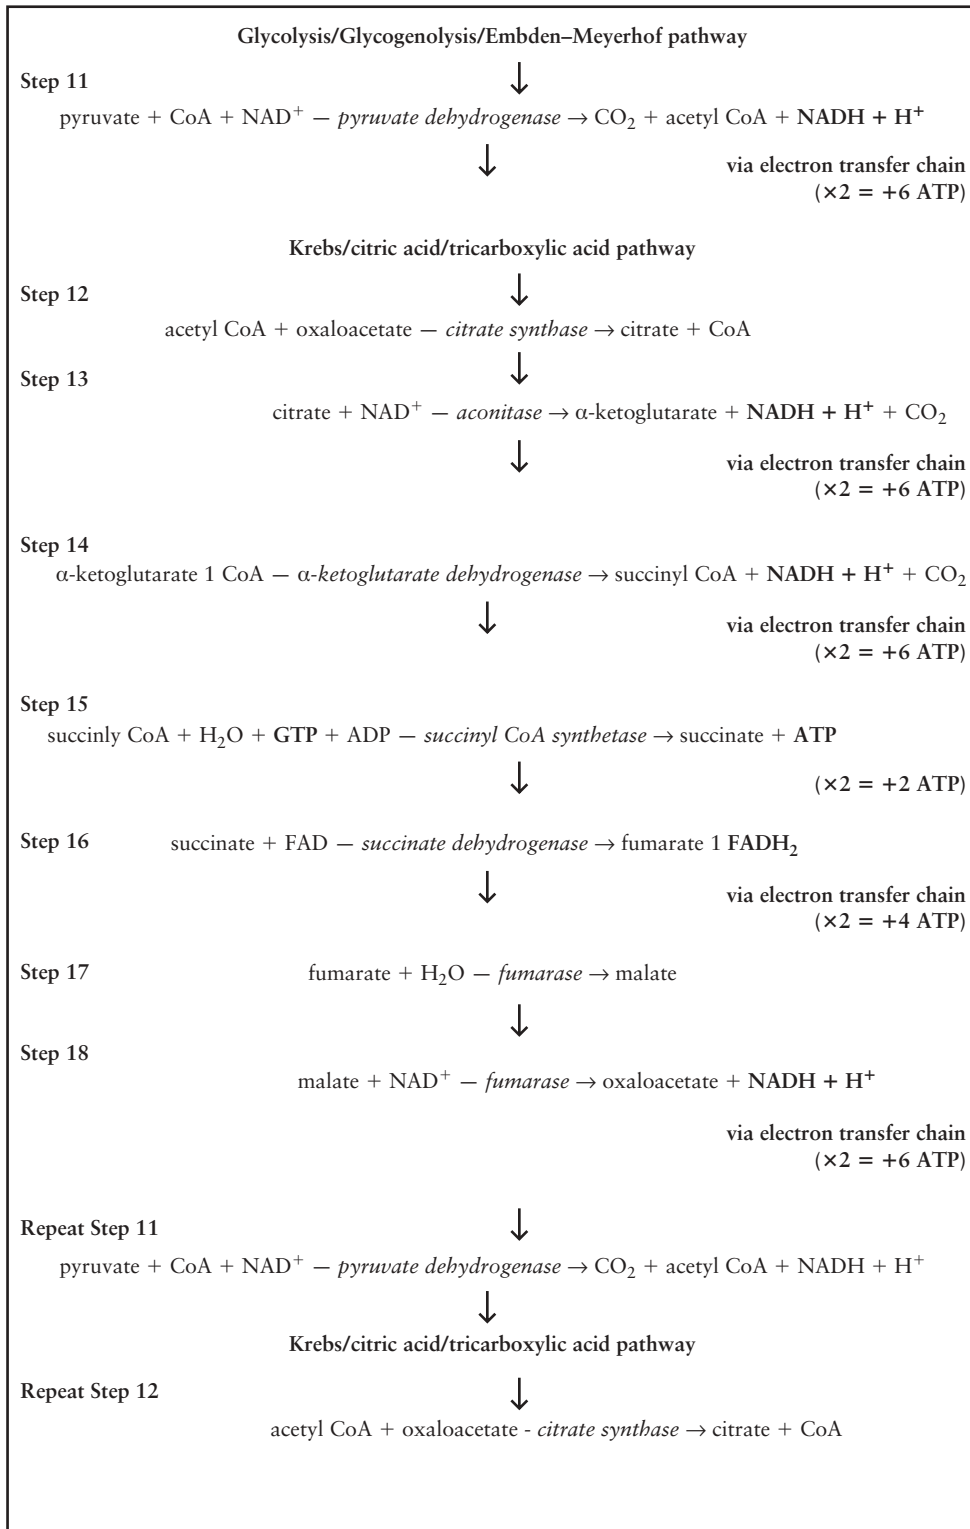 Glycolysis/Glycogenolysis/Embden–Meyerhof pathway
Step 11
pyruvate + CoA + NAD⁺ — pyruvate dehydrogenase → CO₂ + acetyl CoA + NADH + H⁺
via electron transfer chain
(×2 = +6 ATP)
Krebs/citric acid/tricarboxylic acid pathway
Step 12
acetyl CoA + oxaloacetate — citrate synthase → citrate + CoA
Step 13
citrate + NAD⁺ — aconitase → α-ketoglutarate + NADH + H⁺ + CO₂
via electron transfer chain
(×2 = +6 ATP)
Step 14
α-ketoglutarate 1 CoA — α-ketoglutarate dehydrogenase → succinyl CoA + NADH + H⁺ + CO₂
via electron transfer chain
(×2 = +6 ATP)
Step 15
succinly CoA + H₂O + GTP + ADP — succinyl CoA synthetase → succinate + ATP
(×2 = +2 ATP)
Step 16 succinate + FAD — succinate dehydrogenase → fumarate 1 FADH₂
via electron transfer chain
(×2 = +4 ATP)
Step 17 fumarate + H₂O — fumarase → malate
Step 18
malate + NAD⁺ — fumarase → oxaloacetate + NADH + H⁺
via electron transfer chain
(×2 = +6 ATP)
Repeat Step 11
pyruvate + CoA + NAD⁺ — pyruvate dehydrogenase → CO₂ + acetyl CoA + NADH + H⁺
Krebs/citric acid/tricarboxylic acid pathway
Repeat Step 12
acetyl CoA + oxaloacetate - citrate synthase → citrate + CoA